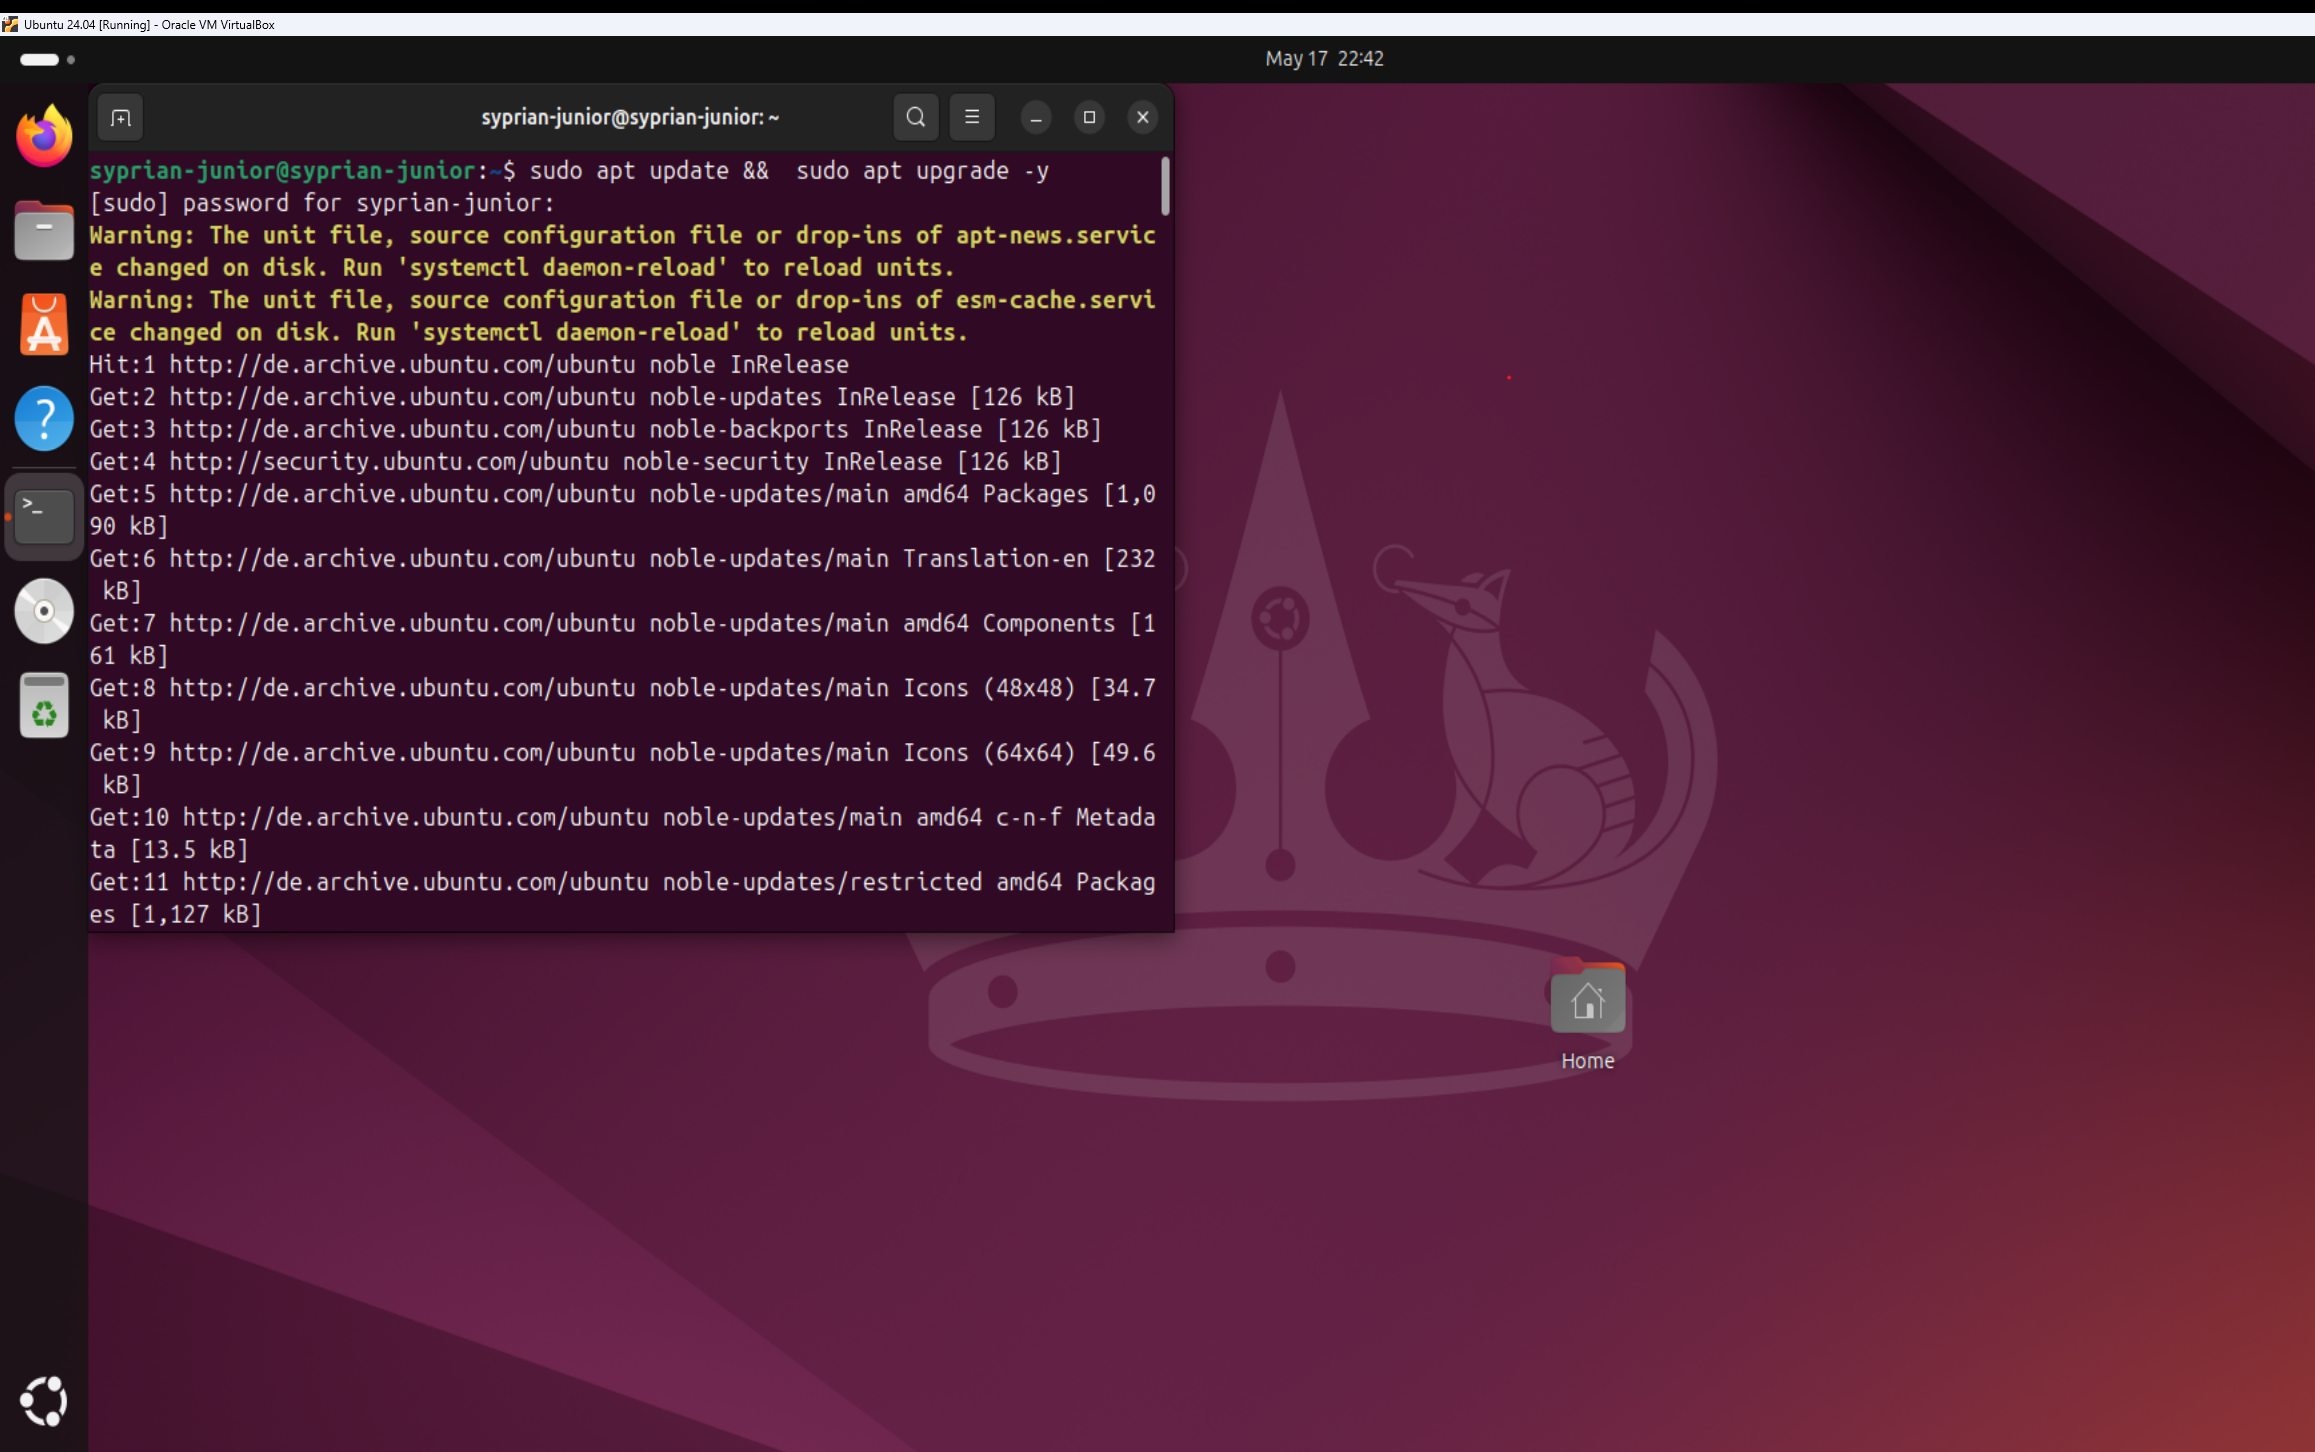 Ubuntu 24.04 [Running] - Oracle VM VirtualBox
May 17 22:42
syprian-junior@syprian-junior: ~
syprian-junior@syprian-junior:~$ sudo apt update &&  sudo apt upgrade -y
[sudo] password for syprian-junior:
Warning: The unit file, source configuration file or drop-ins of apt-news.servic
e changed on disk. Run 'systemctl daemon-reload' to reload units.
Warning: The unit file, source configuration file or drop-ins of esm-cache.servi
ce changed on disk. Run 'systemctl daemon-reload' to reload units.
Hit:1 http://de.archive.ubuntu.com/ubuntu noble InRelease
Get:2 http://de.archive.ubuntu.com/ubuntu noble-updates InRelease [126 kB]
Get:3 http://de.archive.ubuntu.com/ubuntu noble-backports InRelease [126 kB]
Get:4 http://security.ubuntu.com/ubuntu noble-security InRelease [126 kB]
Get:5 http://de.archive.ubuntu.com/ubuntu noble-updates/main amd64 Packages [1,0
90 kB]
Get:6 http://de.archive.ubuntu.com/ubuntu noble-updates/main Translation-en [232
 kB]
Get:7 http://de.archive.ubuntu.com/ubuntu noble-updates/main amd64 Components [1
61 kB]
Get:8 http://de.archive.ubuntu.com/ubuntu noble-updates/main Icons (48x48) [34.7
 kB]
Get:9 http://de.archive.ubuntu.com/ubuntu noble-updates/main Icons (64x64) [49.6
 kB]
Get:10 http://de.archive.ubuntu.com/ubuntu noble-updates/main amd64 c-n-f Metada
ta [13.5 kB]
Get:11 http://de.archive.ubuntu.com/ubuntu noble-updates/restricted amd64 Packag
es [1,127 kB]
Home